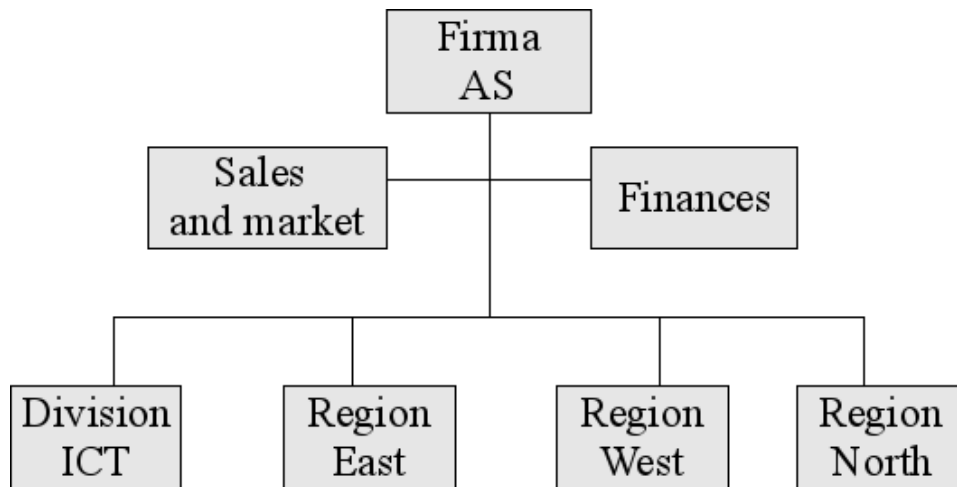 Firma
AS
Sales
and market
Finances
Division
ICT
Region
East
Region
West
Region
North